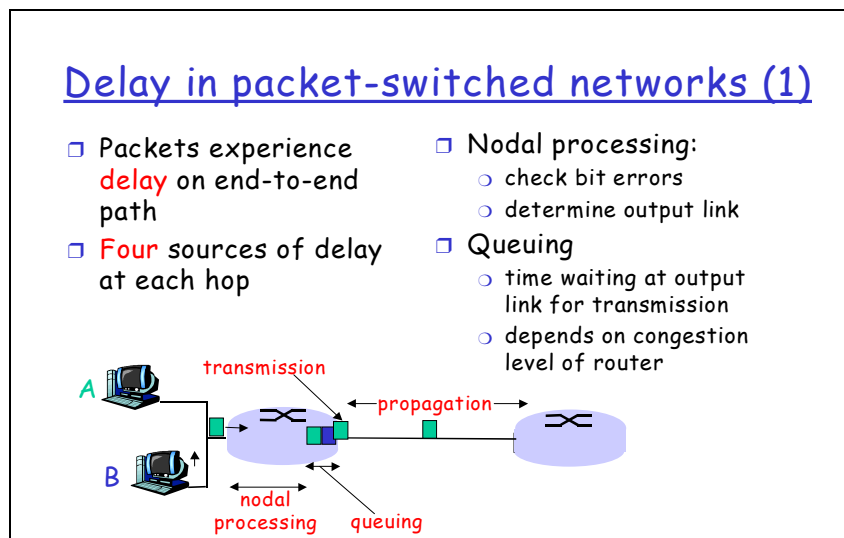 Delay in packet-switched networks (1)
Packets experience
delay on end-to-end
path
Four sources of delay
at each hop
Nodal processing:
check bit errors
determine output link
Queuing
time waiting at output
link for transmission
depends on congestion
level of router
A
transmission
propagation
B
nodal
processing
queuing